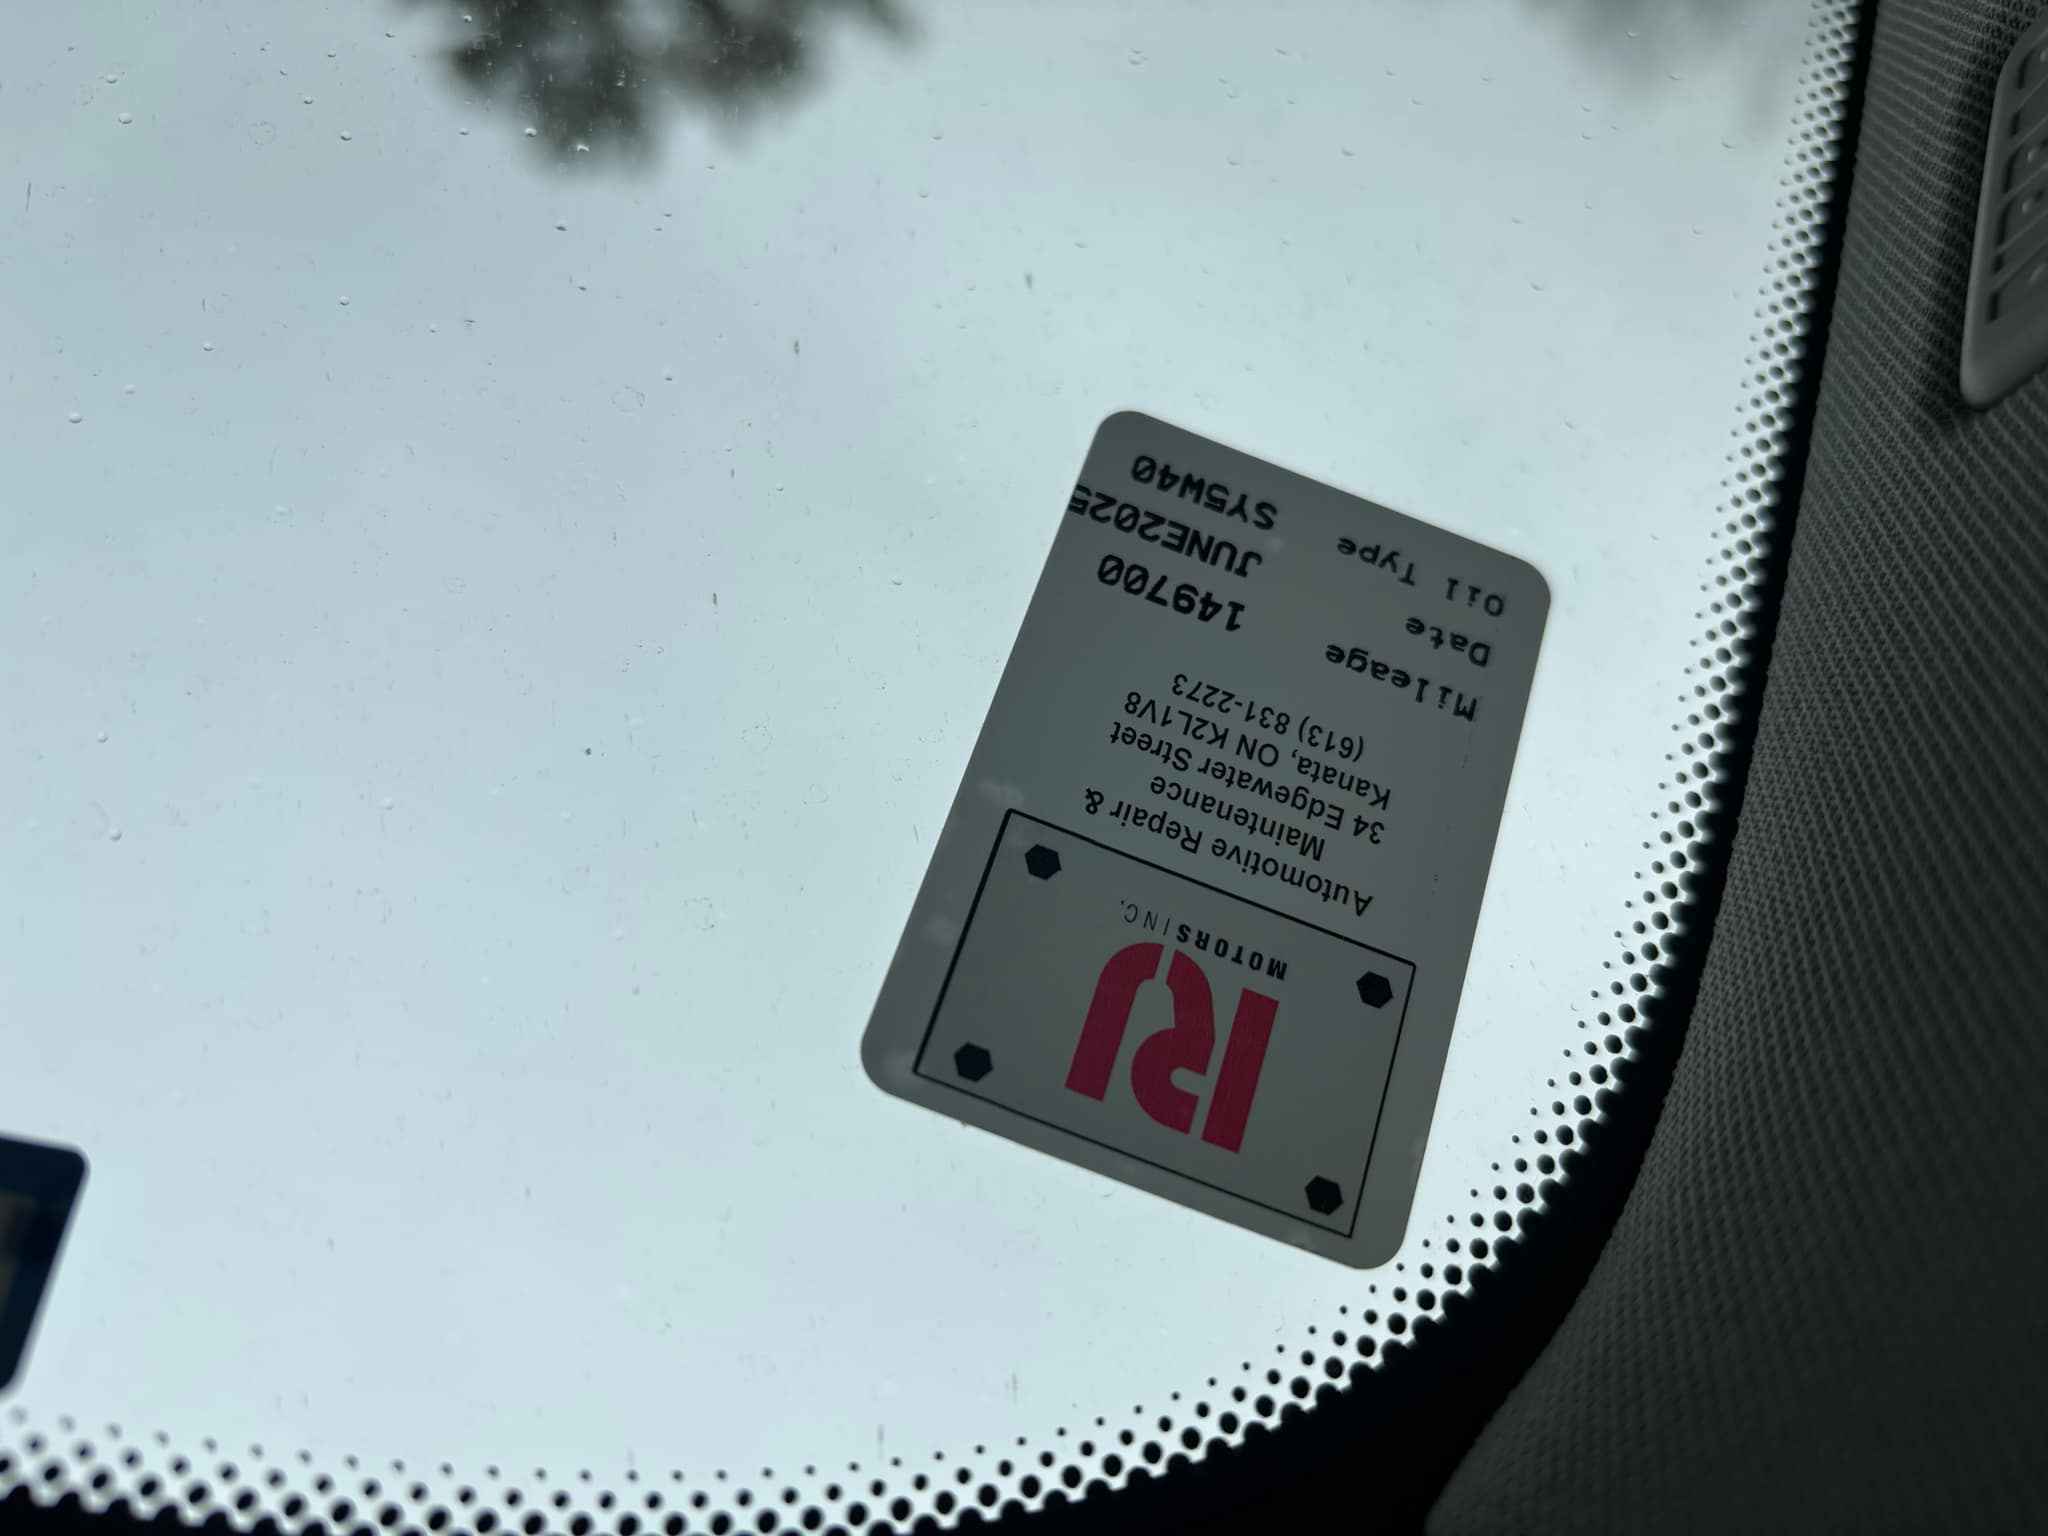 RJ
MOTORS INC.
Automotive Repair &
Maintenance
34 Edgewater Street
Kanata, ON K2L1V8
(613) 831-2273
Mileage 149700
Date JUNE2025
Oil Type SY5W40